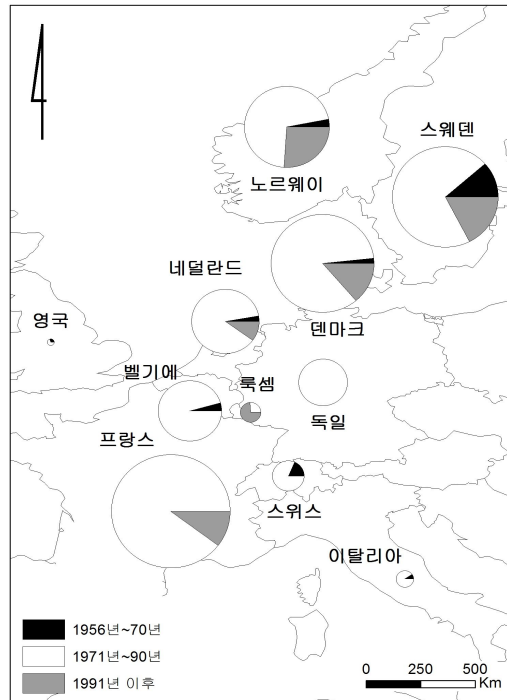 스웨덴
노르웨이
네덜란드
덴마크
영국
벨기에
룩셈
독일
프랑스
스위스
이탈리아
1956년~70년
1971년~90년
1991년 이후
0 250 500
Km